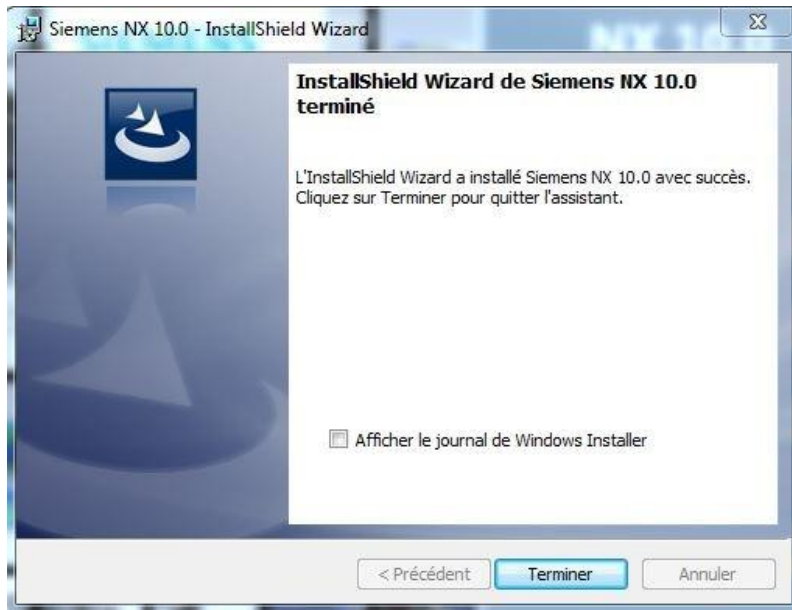 Siemens NX 10.0 - InstallShield Wizard
InstallShield Wizard de Siemens NX 10.0
terminé
L'InstallShield Wizard a installé Siemens NX 10.0 avec succès.
Cliquez sur Terminer pour quitter l'assistant.
Afficher le journal de Windows Installer
< Précédent
Terminer
Annuler